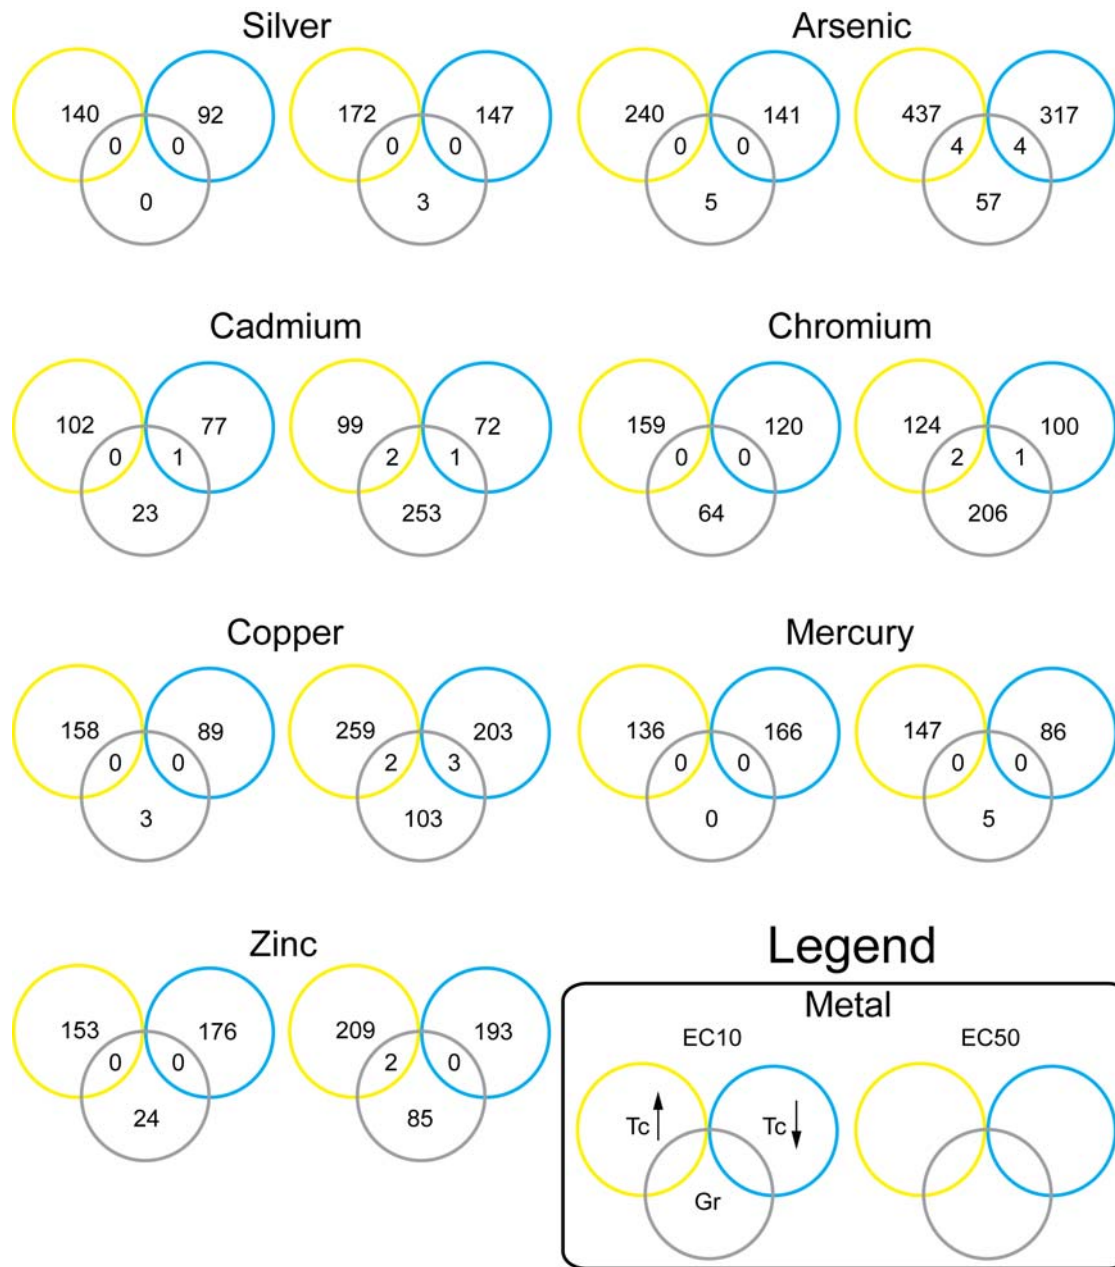 Silver
Arsenic
140 92 172 147 240 141 437 317
0 0 0 0 0 0 4 4
0 3 5 57
Cadmium
Chromium
102 77 99 72 159 120 124 100
0 1 2 1 0 0 2 1
23 253 64 206
Copper
Mercury
158 89 259 203 136 166 147 86
0 0 2 3 0 0 0 0
3 103 0 5
Zinc
153 176 209 193
0 0 2 0
24 85
Legend
Metal
EC10 EC50
Tc Tc
Gr